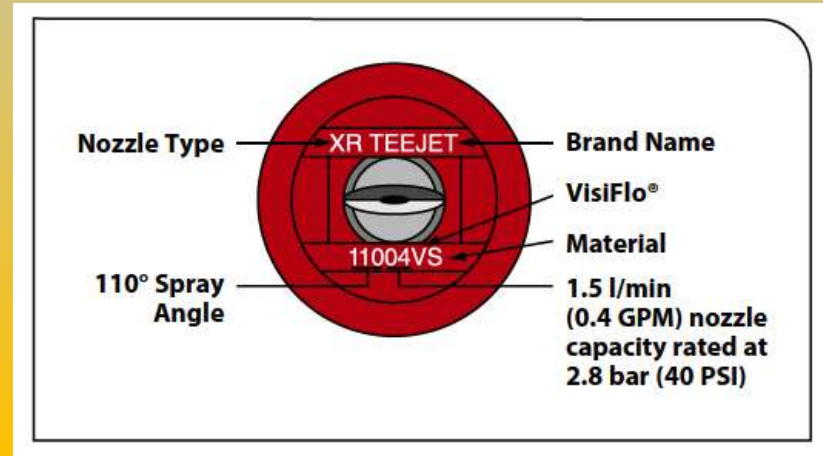 Nozzle Type
XR TEEJET
Brand Name
VisiFlo®
11004VS
Material
110° Spray
Angle
1.5 l/min
(0.4 GPM) nozzle
capacity rated at
2.8 bar (40 PSI)